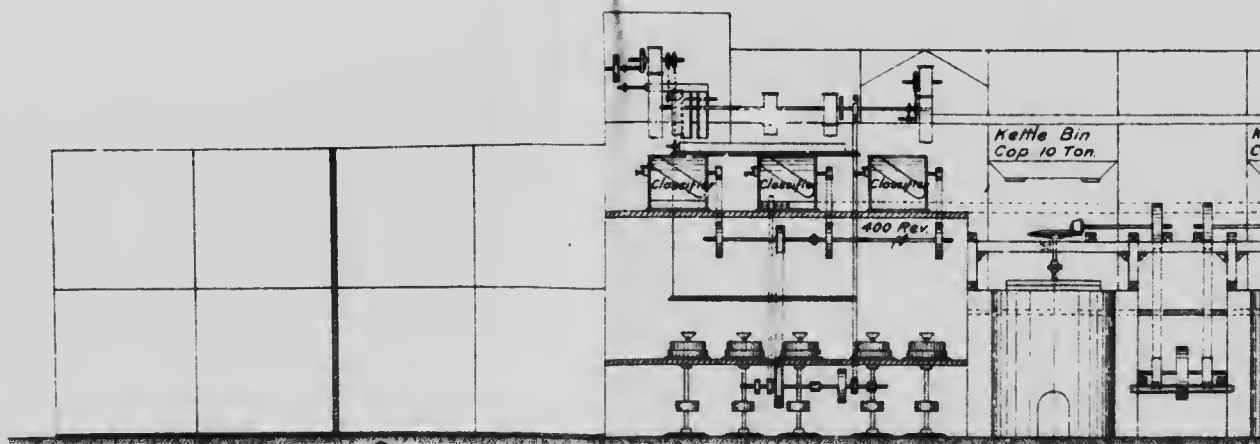 Kettle Bin
Cap 10 Ton.
Classifier
Classifier
Classifier
400 Rev.
K
C